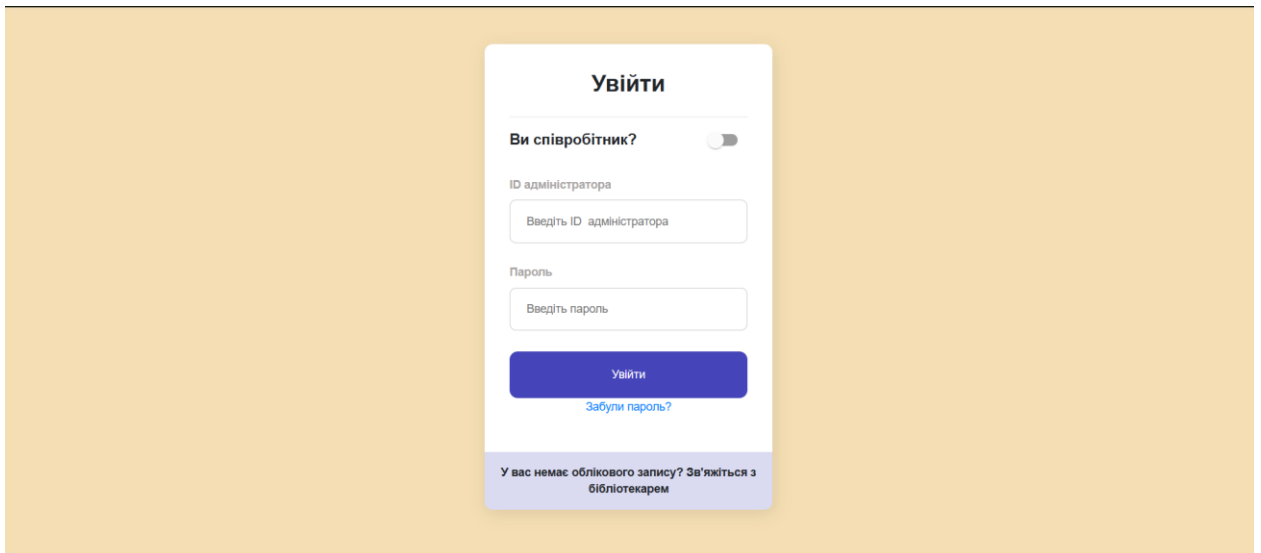 Увійти
Ви співробітник?
ID адміністратора
Введіть ID адміністратора
Пароль
Введіть пароль
Увійти
Забули пароль?
У вас немає облікового запису? Зв'яжіться з
бібліотекарем